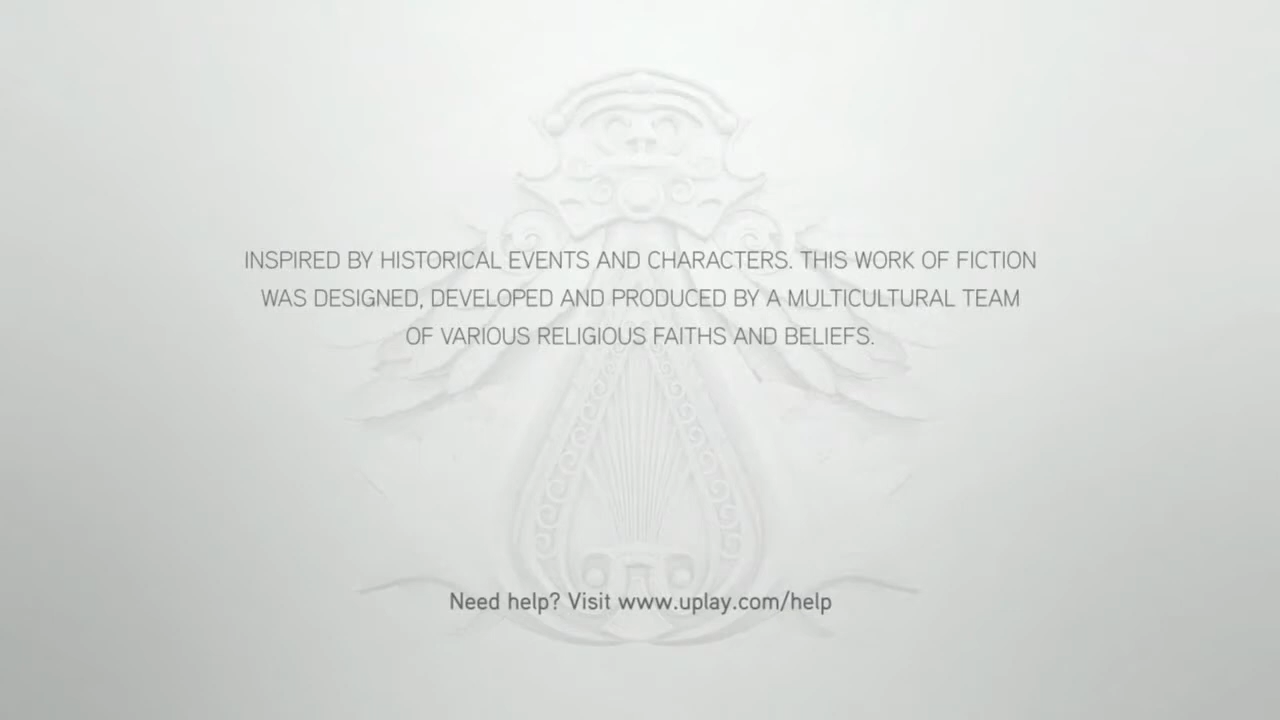 INSPIRED BY HISTORICAL EVENTS AND CHARACTERS. THIS WORK OF FICTION
WAS DESIGNED, DEVELOPED AND PRODUCED BY A MULTICULTURAL TEAM
OF VARIOUS RELIGIOUS FAITHS AND BELIEFS.
Need help? Visit www.uplay.com/help